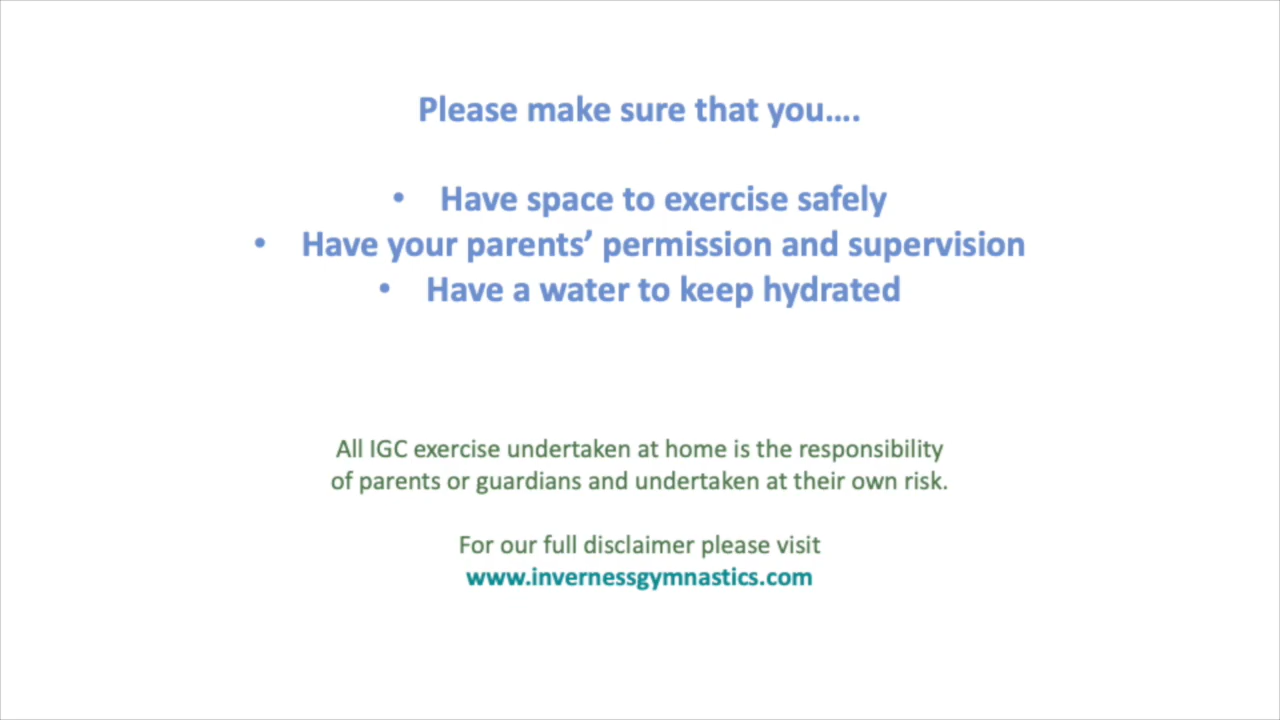 Please make sure that you....
• Have space to exercise safely
• Have your parents’ permission and supervision
• Have a water to keep hydrated
All IGC exercise undertaken at home is the responsibility
of parents or guardians and undertaken at their own risk.
For our full disclaimer please visit
www.invernessgymnastics.com